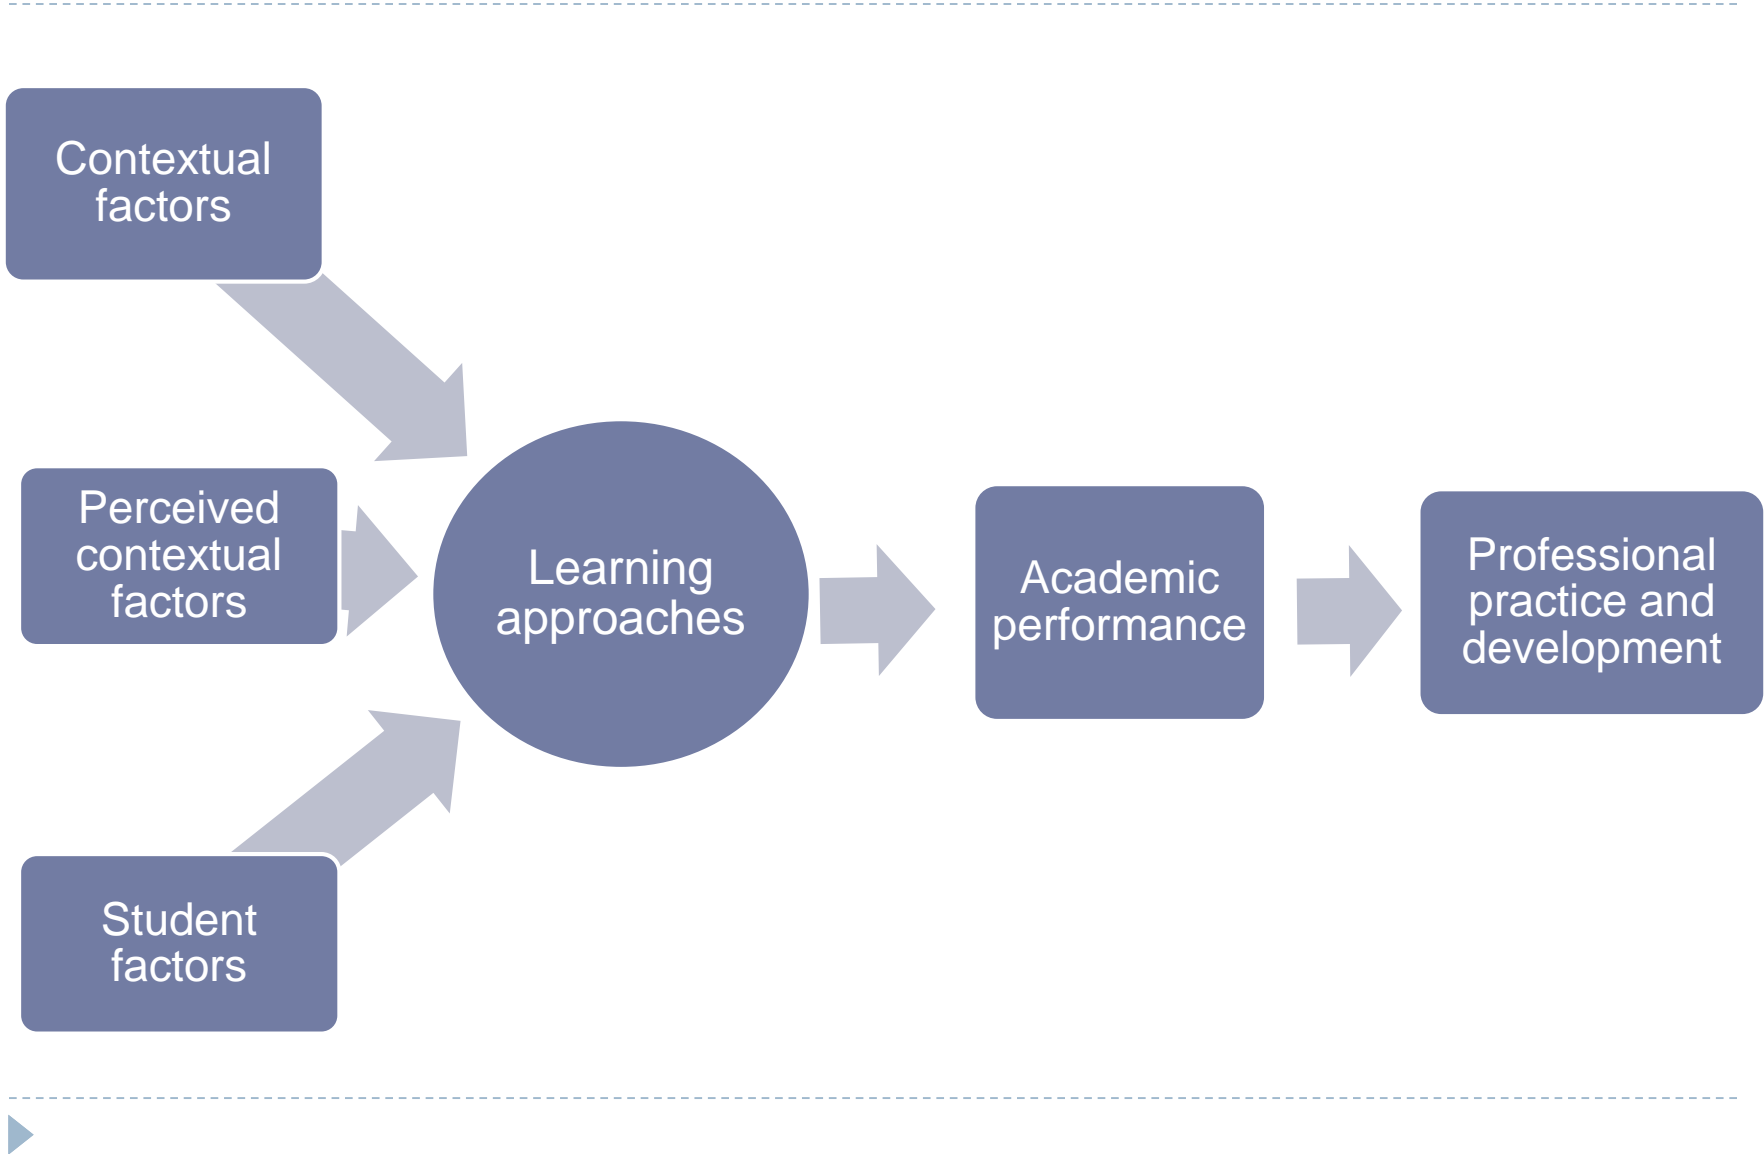 Contextual
factors
Perceived
contextual
factors
Student
factors
Learning
approaches
Academic
performance
Professional
practice and
development